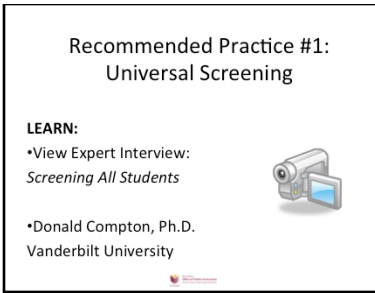 Recommended Practice #1:
Universal Screening
LEARN:
•View Expert Interview:
Screening All Students
•Donald Compton, Ph.D.
Vanderbilt University